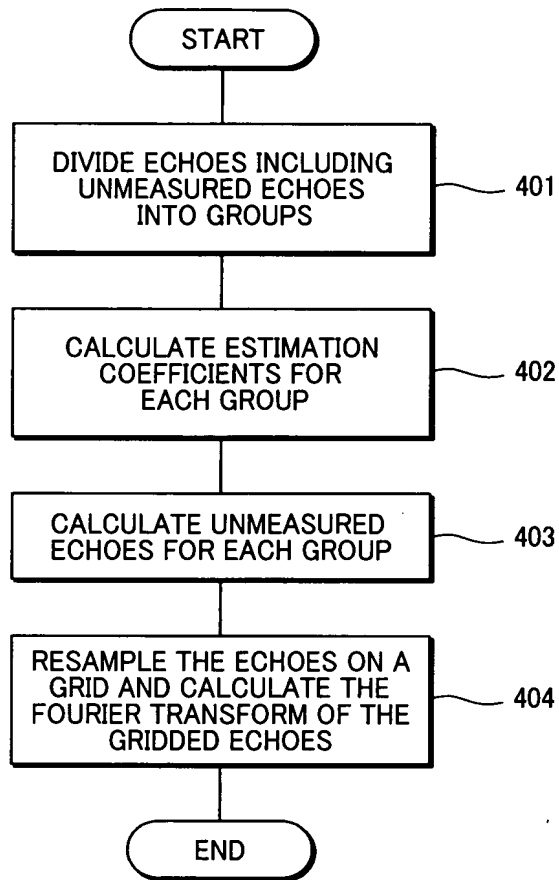 START
DIVIDE ECHOES INCLUDING
UNMEASURED ECHOES
INTO GROUPS
401
CALCULATE ESTIMATION
COEFFICIENTS FOR
EACH GROUP
402
CALCULATE UNMEASURED
ECHOES FOR EACH GROUP
403
RESAMPLE THE ECHOES ON A
GRID AND CALCULATE THE
FOURIER TRANSFORM OF THE
GRIDDED ECHOES
404
END